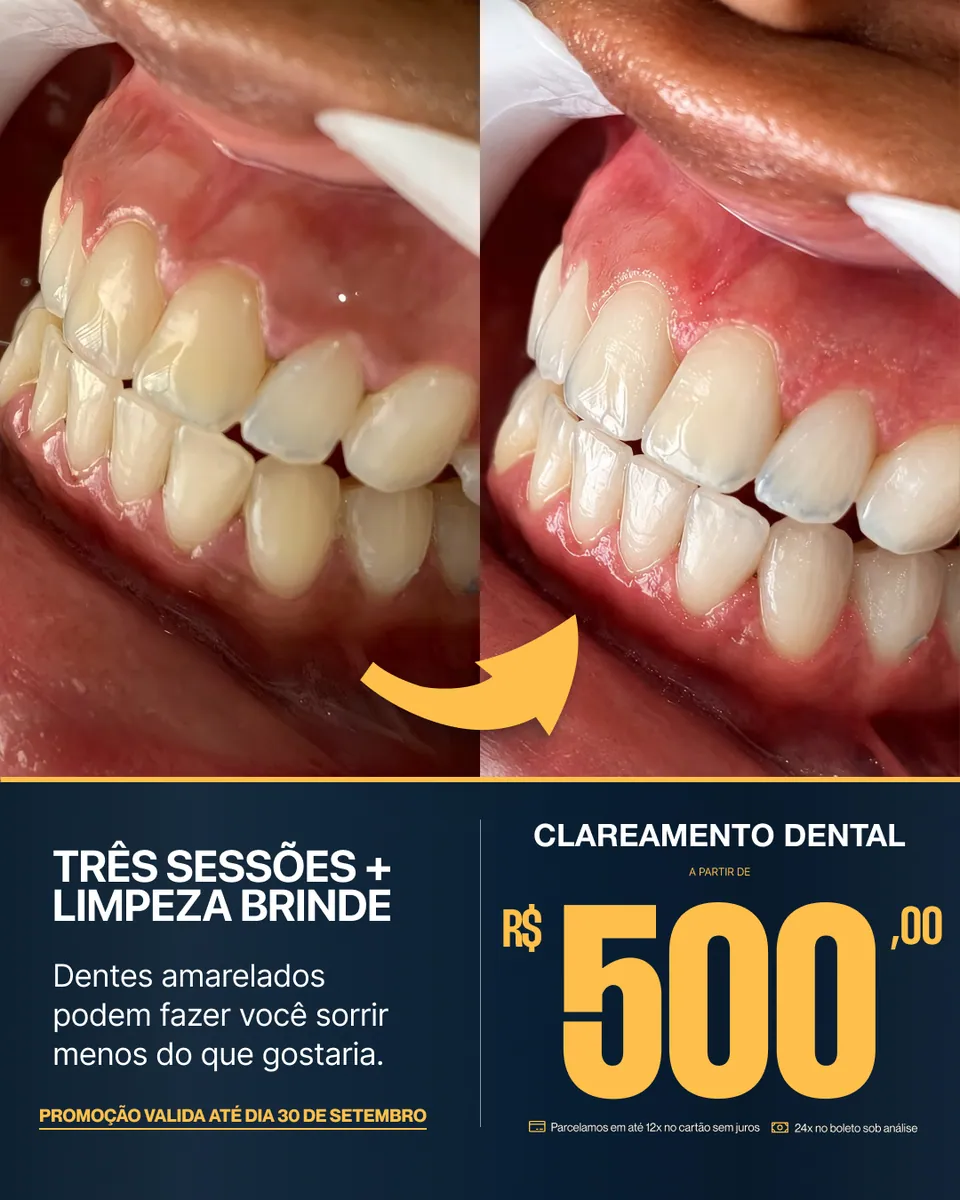 TRÊS SESSÕES +
LIMPEZA BRINDE
Dentes amarelados
podem fazer você sorrir
menos do que gostaria.
PROMOÇÃO VALIDA ATÉ DIA 30 DE SETEMBRO
CLAREAMENTO DENTAL
A PARTIR DE
R$ 500,00
Parcelamos em até 12x no cartão sem juros
24x no boleto sob análise